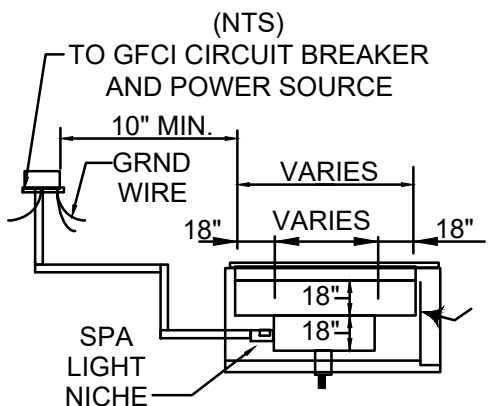 (NTS)
TO GFCI CIRCUIT BREAKER
AND POWER SOURCE
10" MIN.
GRND
WIRE
VARIES
18"
VARIES
18"
18"
18"
SPA
LIGHT
NICHE